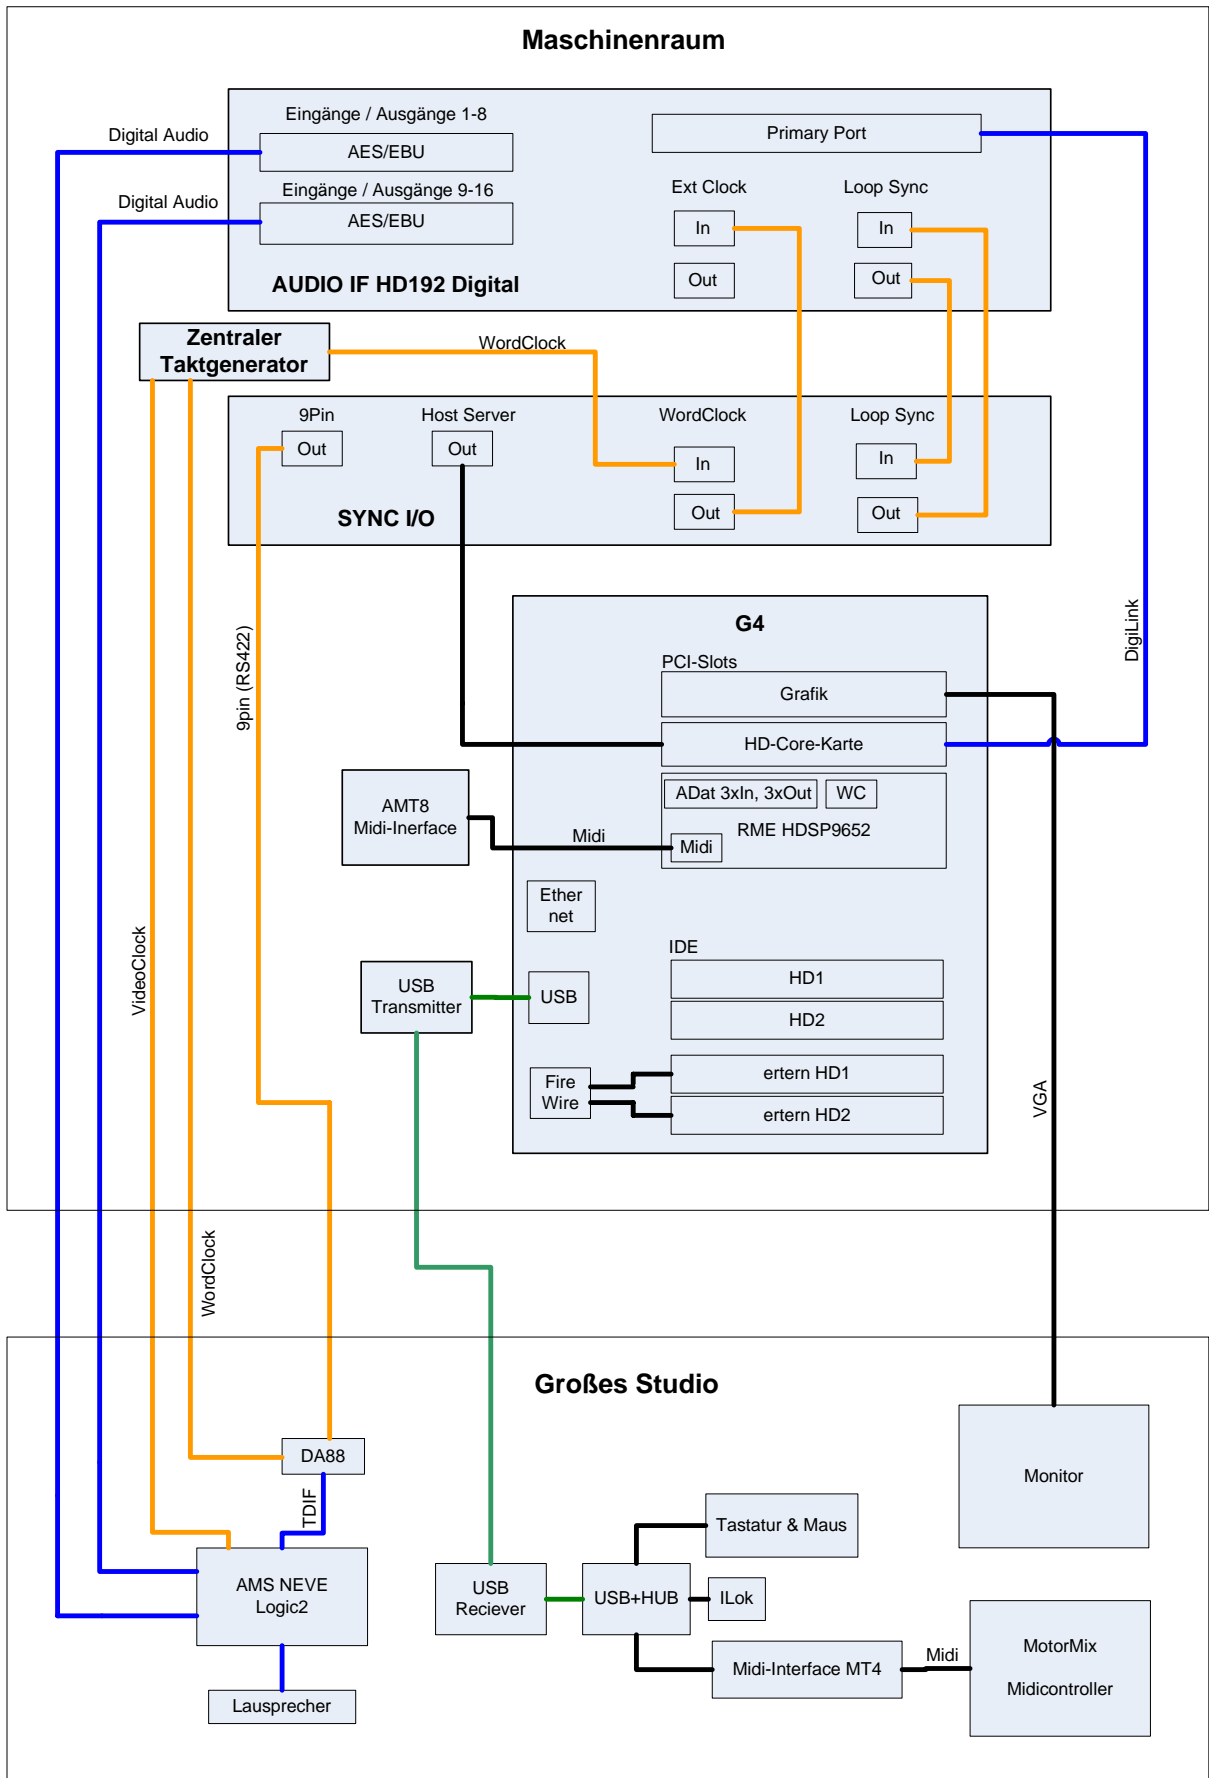 Maschinenraum
Eingänge / Ausgänge 1-8
Digital Audio
AES/EBU
Primary Port
Eingänge / Ausgänge 9-16
Digital Audio
AES/EBU
Ext Clock
Loop Sync
In
In
Out
Out
AUDIO IF HD192 Digital
Zentraler
Taktgenerator
WordClock
9Pin
Host Server
WordClock
Loop Sync
Out
Out
In
In
Out
Out
SYNC I/O
9pin (RS422)
DigiLink
G4
PCI-Slots
Grafik
HD-Core-Karte
ADat 3xIn, 3xOut
WC
RME HDSP9652
Midi
AMT8
Midi-Inerface
Midi
Ether
net
IDE
HD1
HD2
USB
Transmitter
USB
VideoClock
Fire
Wire
ertern HD1
ertern HD2
VGA
WordClock
Großes Studio
DA88
TDIF
Monitor
Tastatur & Maus
AMS NEVE
Logic2
USB
Reciever
USB+HUB
ILok
Midi-Interface MT4
Midi
MotorMix
Midicontroller
Lausprecher